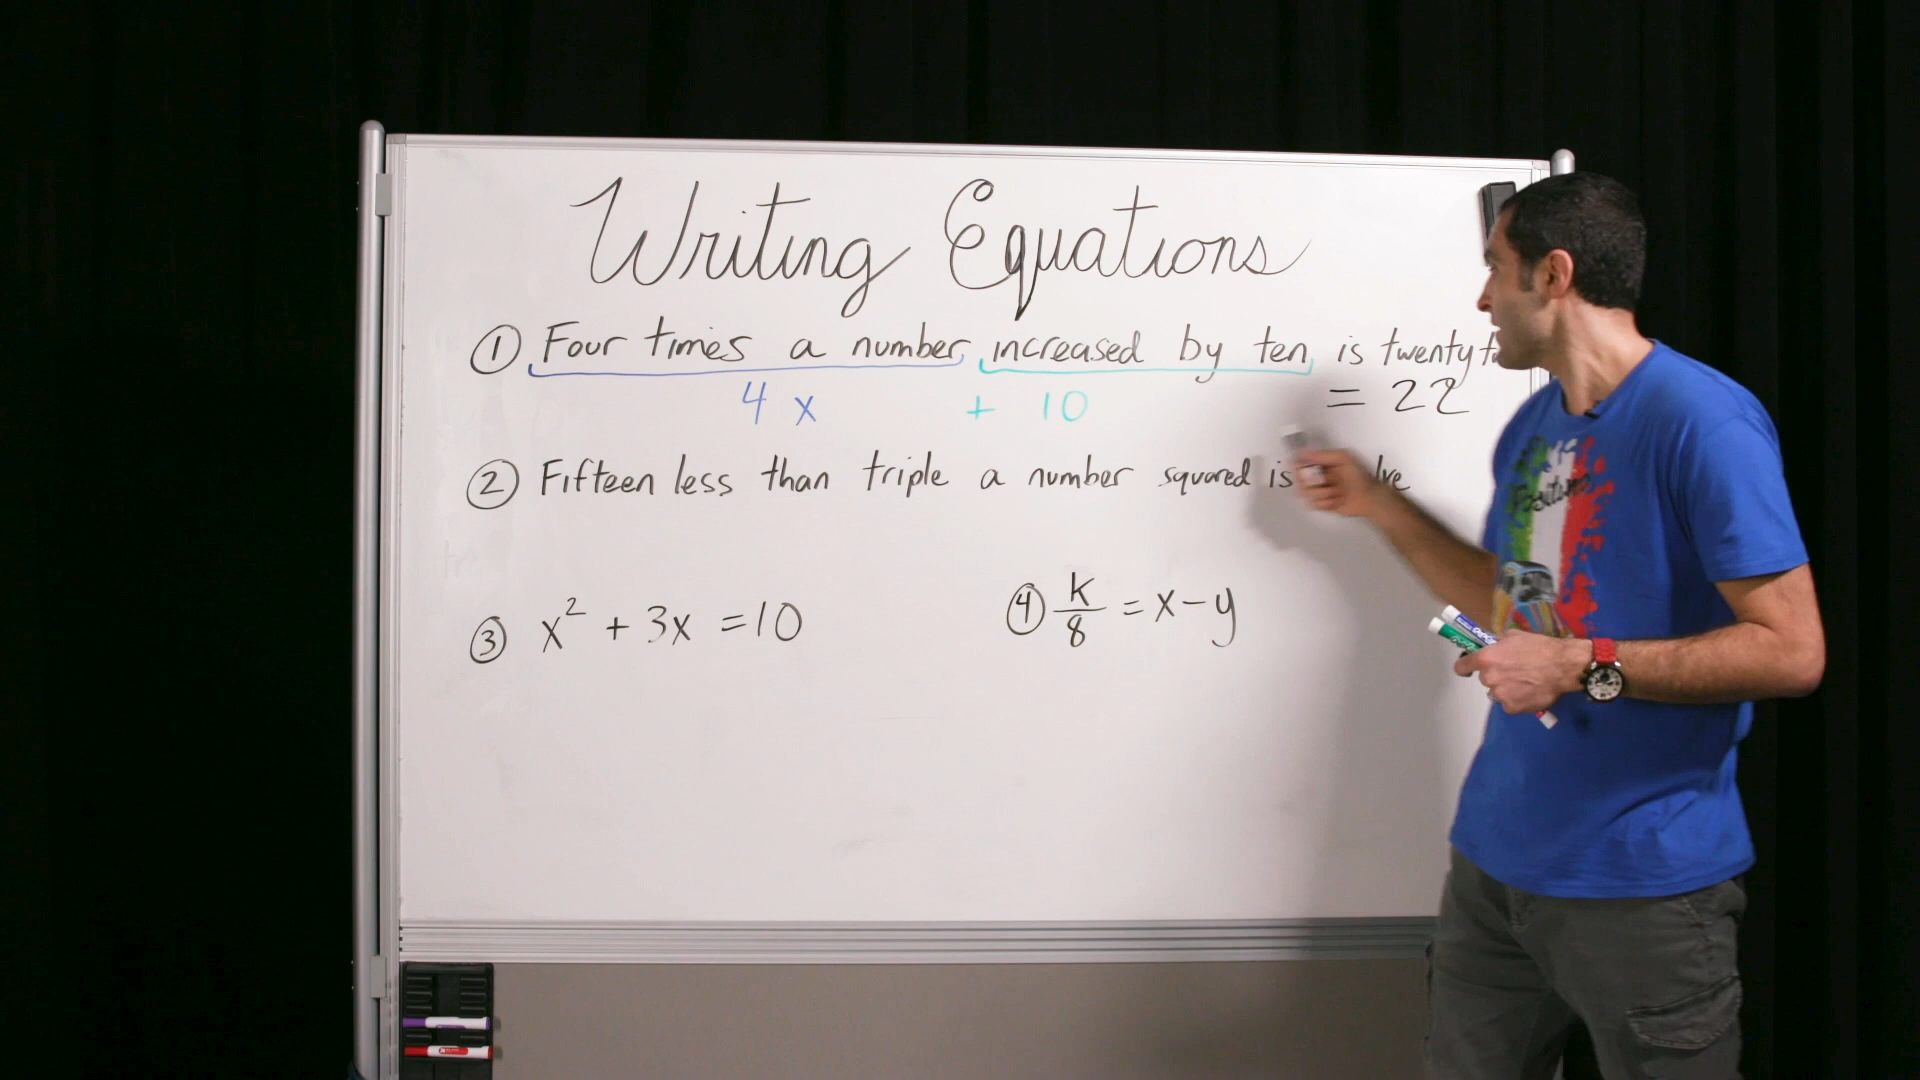 Writing Equations
① Four times a number increased by ten is twenty
4x + 10 = 22
② Fifteen less than triple a number squared is
③ x² + 3x = 10
④ k/8 = x - y